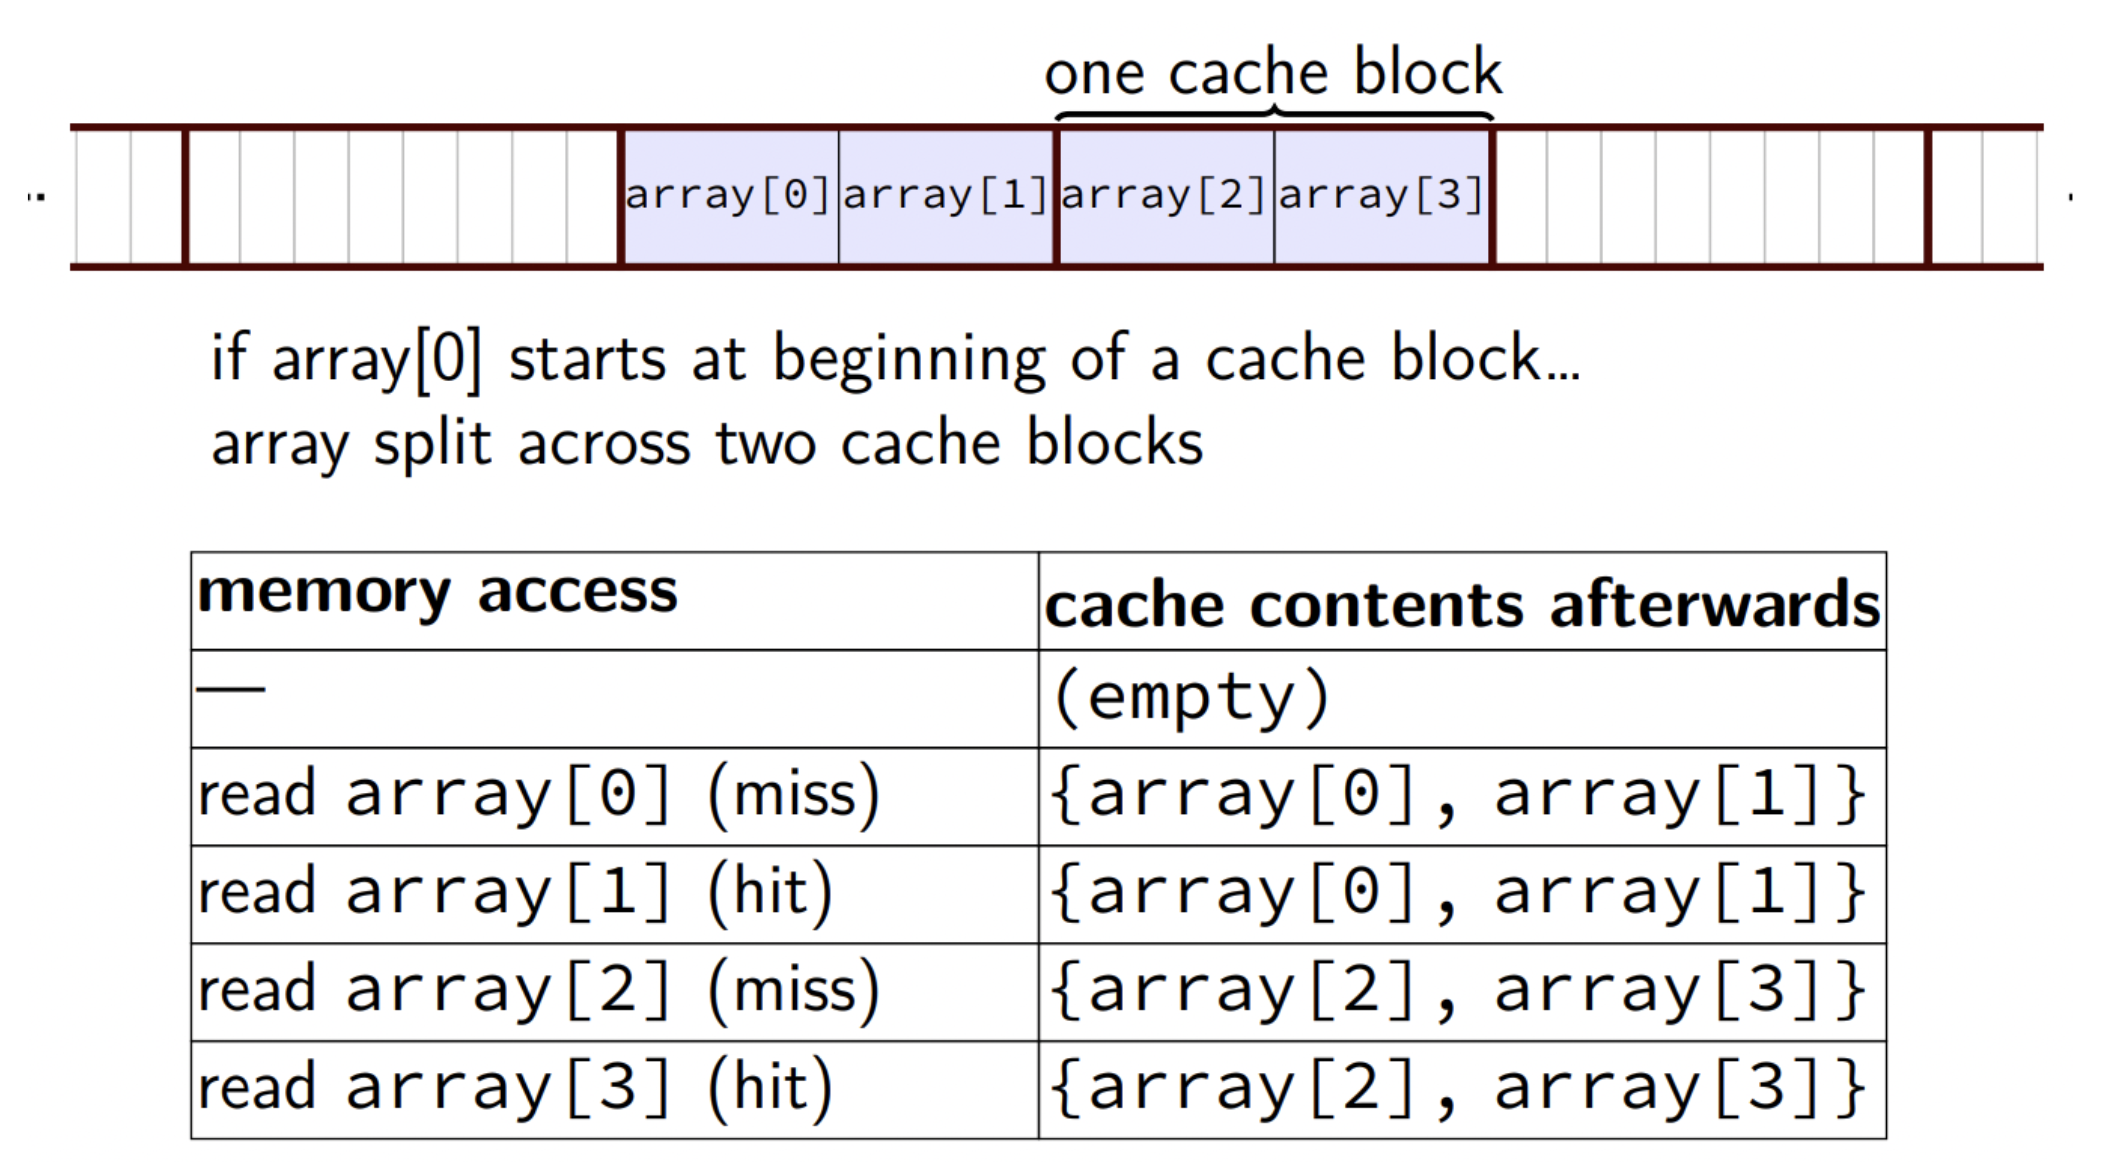 one cache block
array[0] array[1] array[2] array[3]
if array[0] starts at beginning of a cache block…
array split across two cache blocks
memory access cache contents afterwards
— (empty)
read array[0] (miss) {array[0], array[1]}
read array[1] (hit) {array[0], array[1]}
read array[2] (miss) {array[2], array[3]}
read array[3] (hit) {array[2], array[3]}